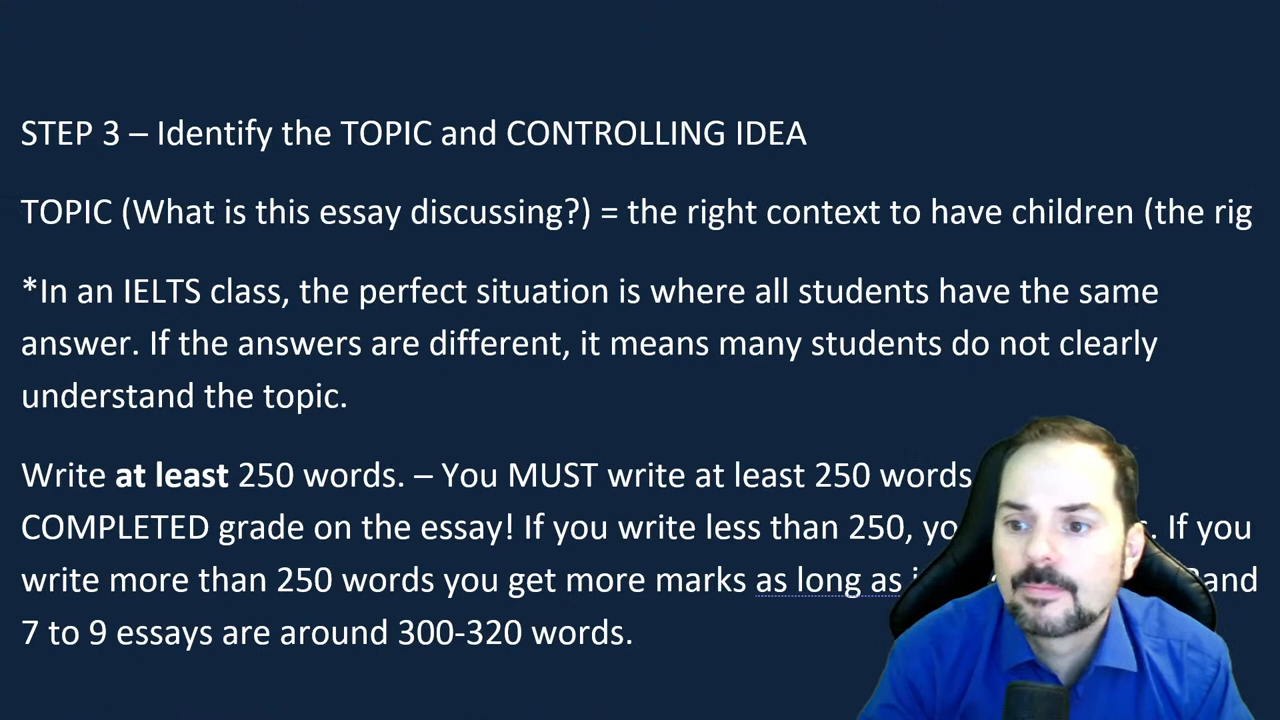 STEP 3 – Identify the TOPIC and CONTROLLING IDEA
TOPIC (What is this essay discussing?) = the right context to have children (the rig
*In an IELTS class, the perfect situation is where all students have the same
answer. If the answers are different, it means many students do not clearly
understand the topic.
Write at least 250 words. – You MUST write at least 250 words
COMPLETED grade on the essay! If you write less than 250, If you
write more than 250 words you get more marks as long as Band
7 to 9 essays are around 300-320 words.